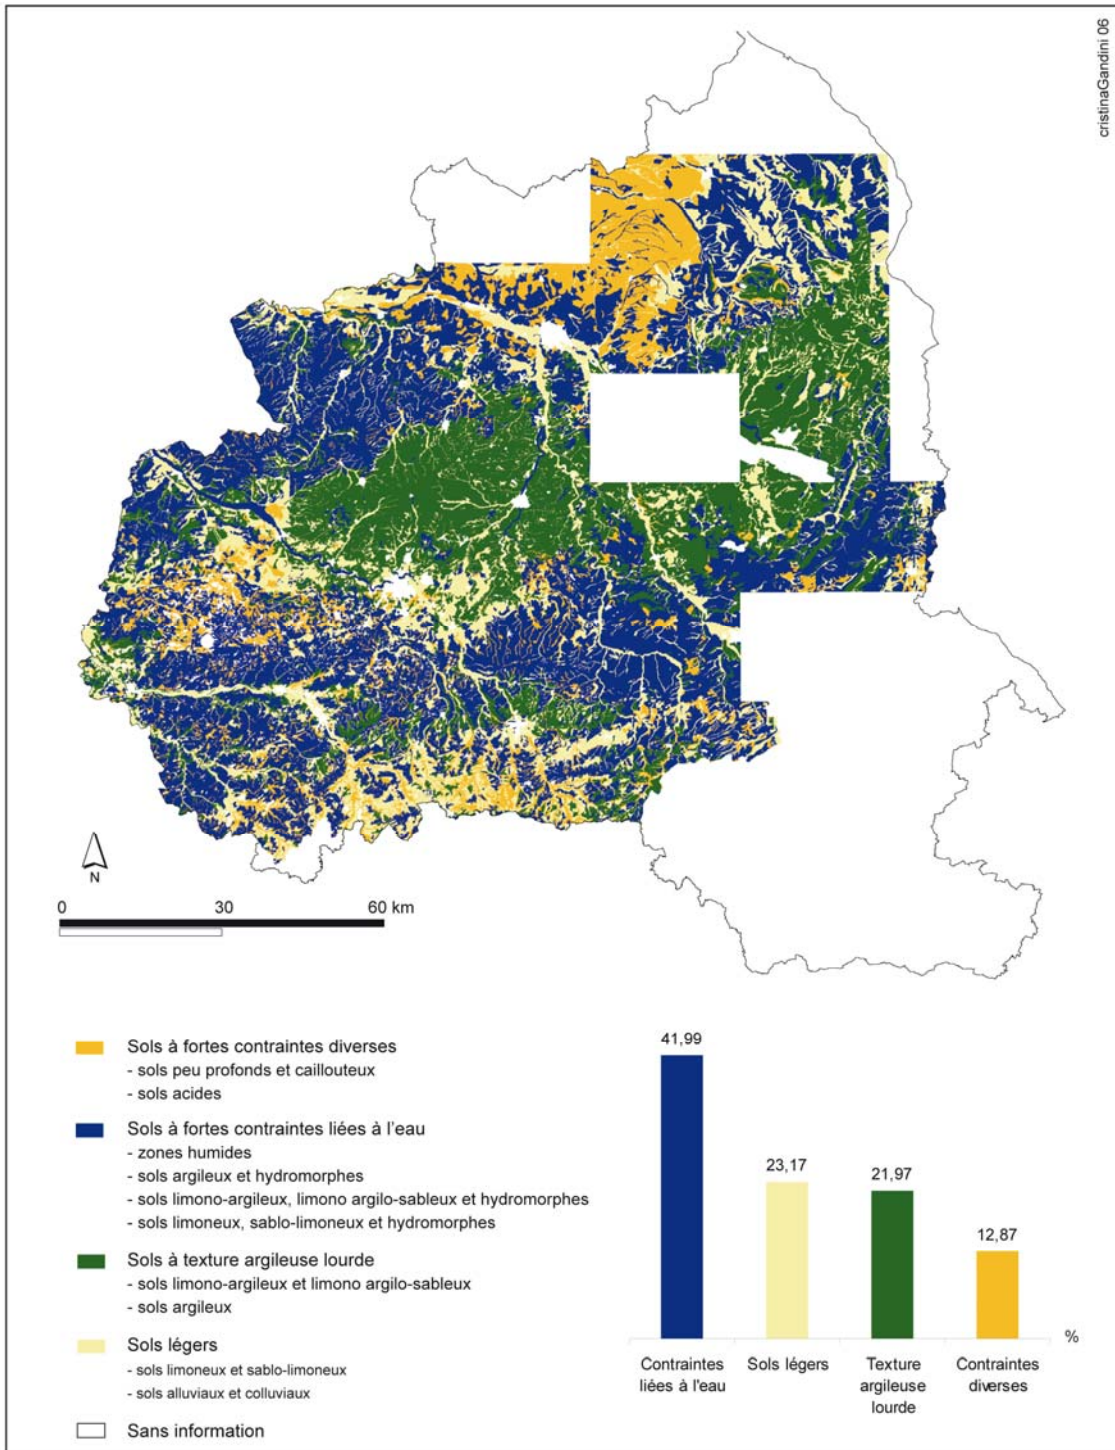 cristinaGandini 06
N
0 30 60 km
Sols à fortes contraintes diverses
- sols peu profonds et caillouteux
- sols acides
Sols à fortes contraintes liées à l'eau
- zones humides
- sols argileux et hydromorphes
- sols limono-argileux, limono argilo-sableux et hydromorphes
- sols limoneux, sablo-limoneux et hydromorphes
Sols à texture argileuse lourde
- sols limono-argileux et limono argilo-sableux
- sols argileux
Sols légers
- sols limoneux et sablo-limoneux
- sols alluviaux et colluviaux
Sans information
41,99
23,17
21,97
12,87
%
Contraintes
liées à l'eau
Sols légers
Texture
argileuse
lourde
Contraintes
diverses